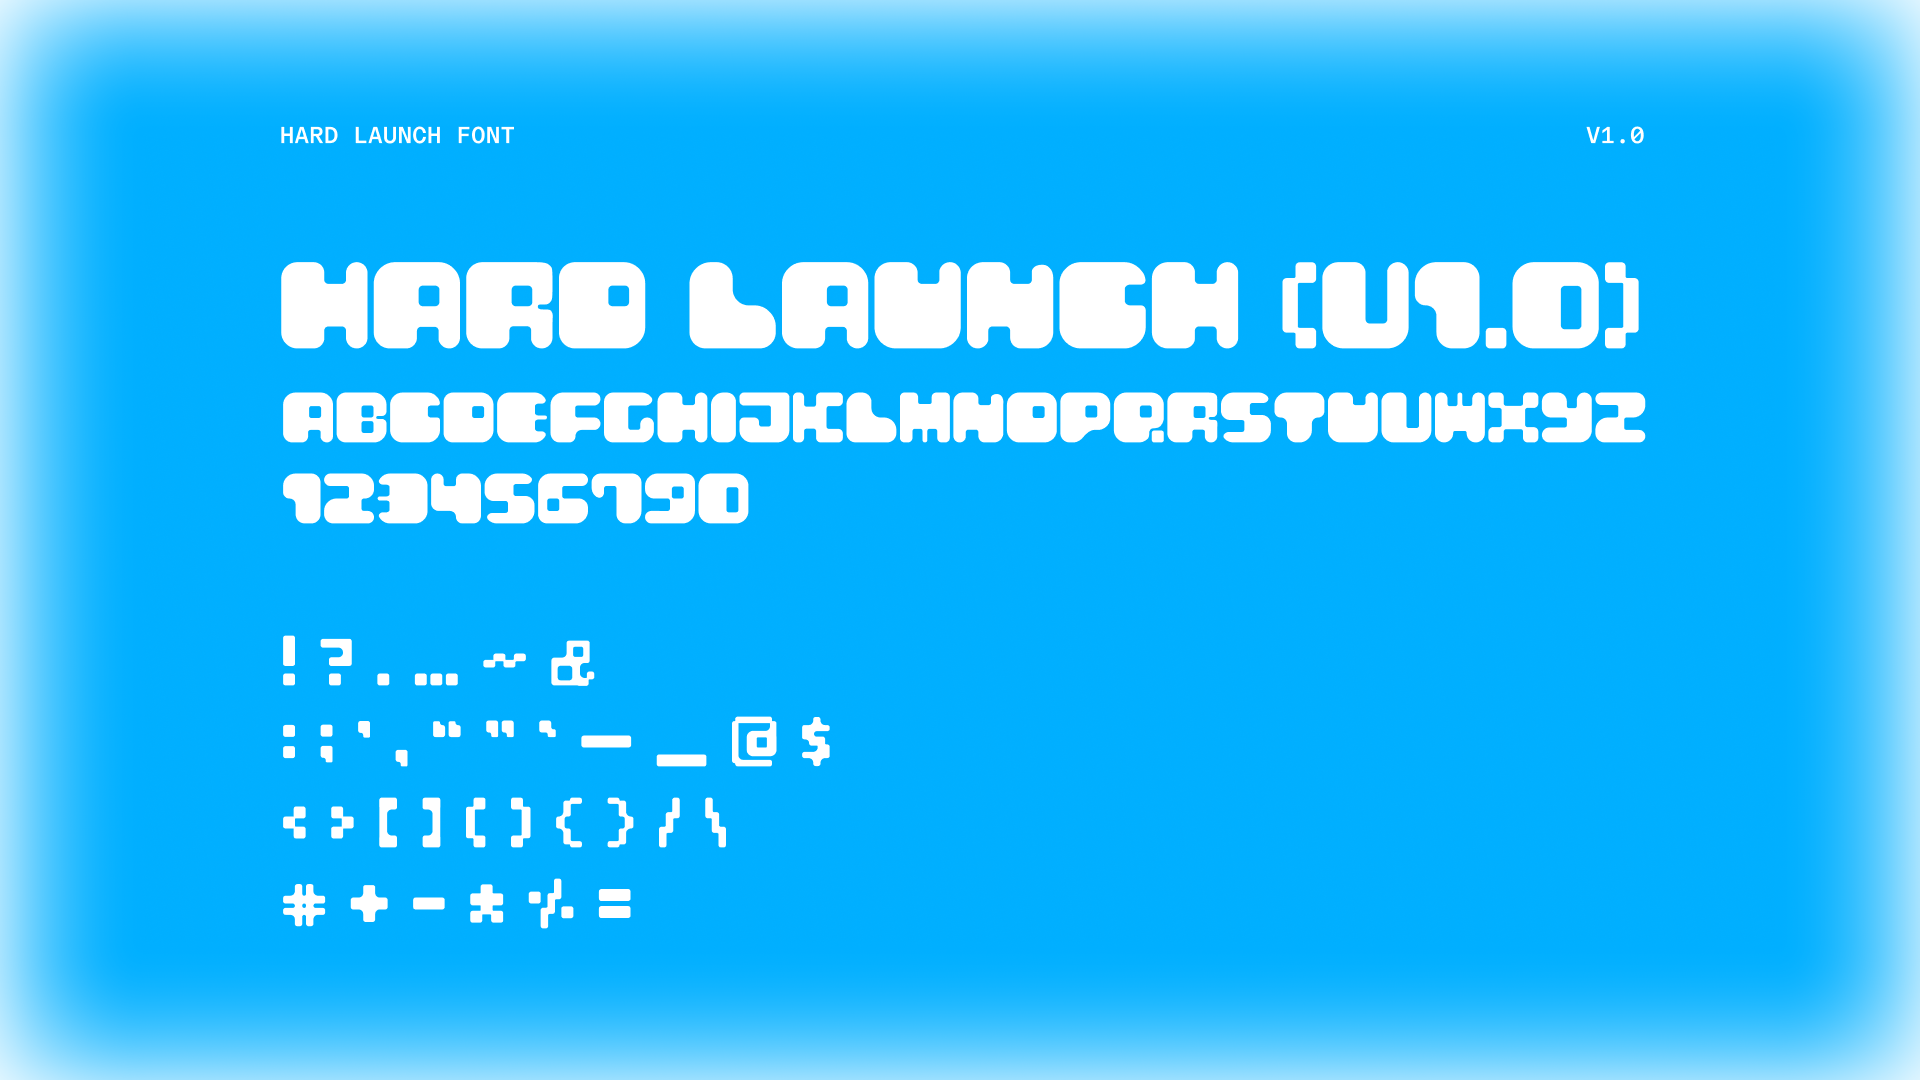 HARD LAUNCH FONT
V1.0
HARD LAUNCH (V1.0)
ABCDEFGHIJKLMNOPQRSTUVWXYZ
123456790
! ? . … ~ &
: ; ’ , “ ” ` — _ @ $
< > [ ] ( ) { } / \
# + - * % =